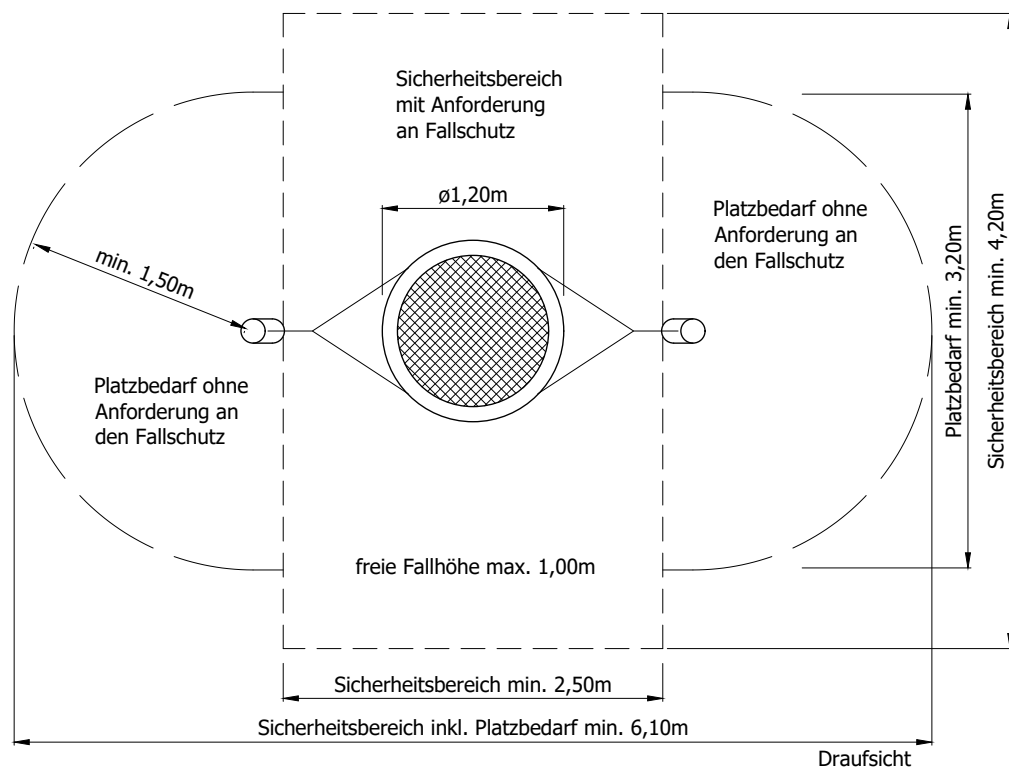 Sicherheitsbereich
mit Anforderung
an Fallschutz
ø1,20m
Platzbedarf ohne
Anforderung an
den Fallschutz
min. 1,50m
Platzbedarf ohne
Anforderung an
den Fallschutz
Platzbedarf min. 3,20m
Sicherheitsbereich min. 4,20m
freie Fallhöhe max. 1,00m
Sicherheitsbereich min. 2,50m
Sicherheitsbereich inkl. Platzbedarf min. 6,10m
Draufsicht